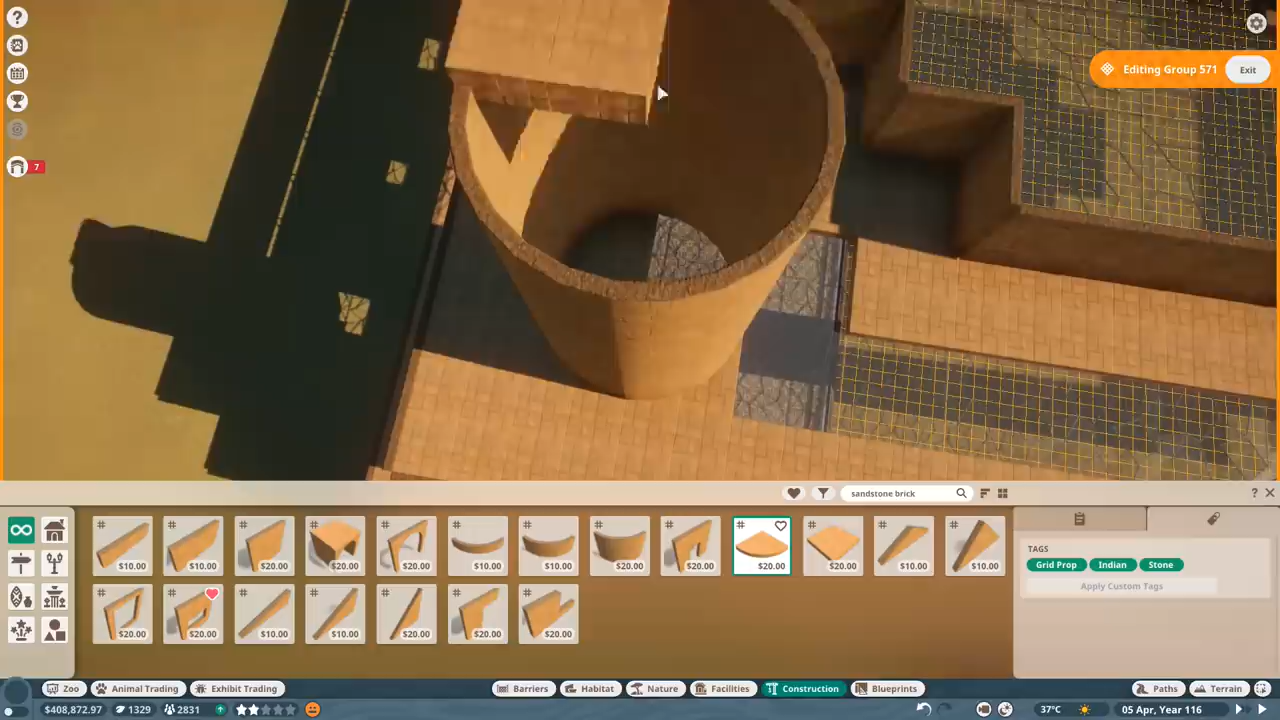 Editing Group 571
Exit
7
sandstone brick
?
$10.00
$10.00
$20.00
$20.00
$20.00
$10.00
$10.00
$20.00
$20.00
$20.00
$20.00
$10.00
$10.00
$20.00
$20.00
$10.00
$10.00
$20.00
$20.00
$20.00
TAGS
Grid Prop
Indian
Stone
Apply Custom Tags
Zoo
Animal Trading
Exhibit Trading
Barriers
Habitat
Nature
Facilities
Construction
Blueprints
Paths
Terrain
$408,872.97
1329
2831
37°C
05 Apr, Year 116